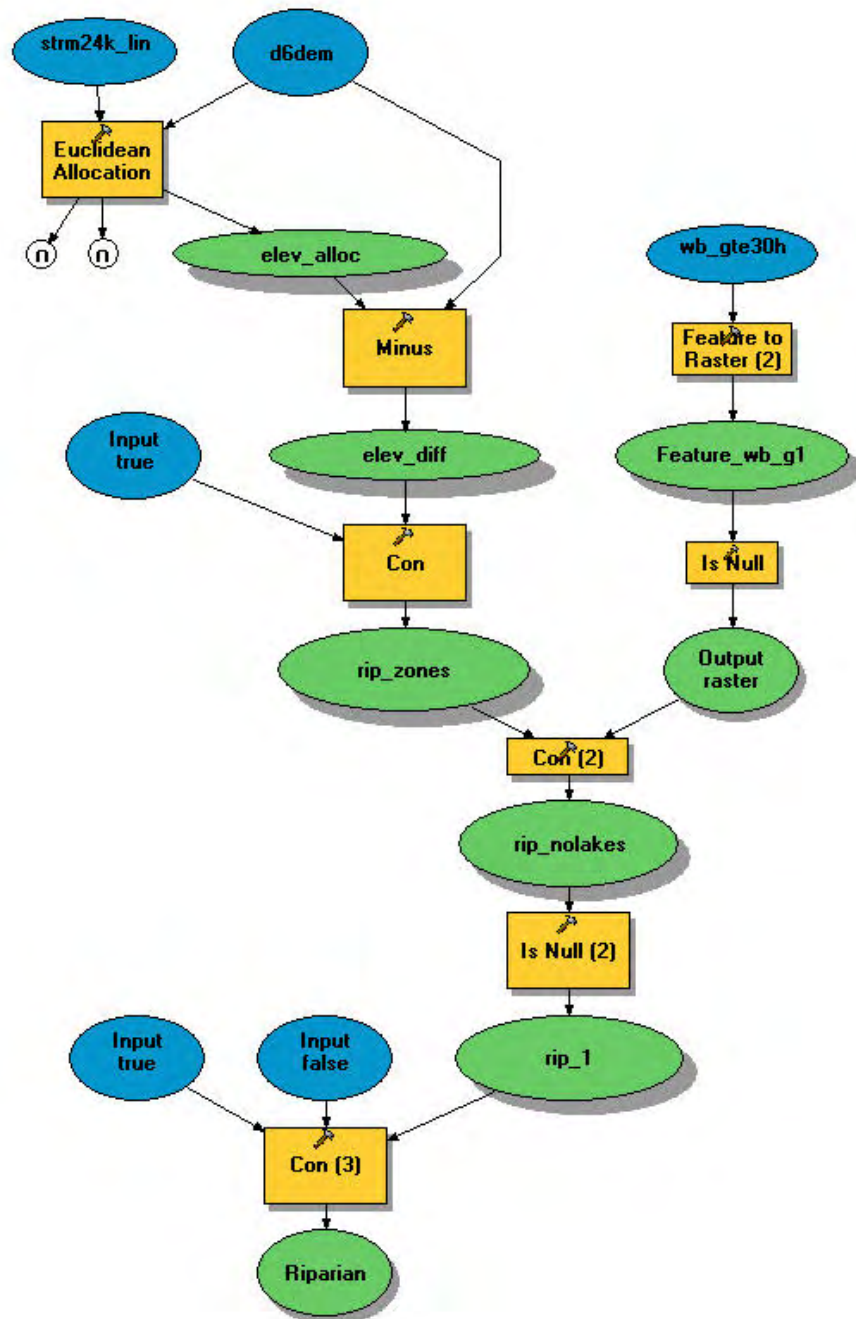 strm24k_lin
d6dem
Euclidean
Allocation
n
n
elev_alloc
wb_gte30h
Minus
Feature to
Raster (2)
Input
true
elev_diff
Feature_wb_g1
Con
Is Null
rip_zones
Output
raster
Con (2)
rip_nolakes
Is Null (2)
Input
true
Input
false
rip_1
Con (3)
Riparian